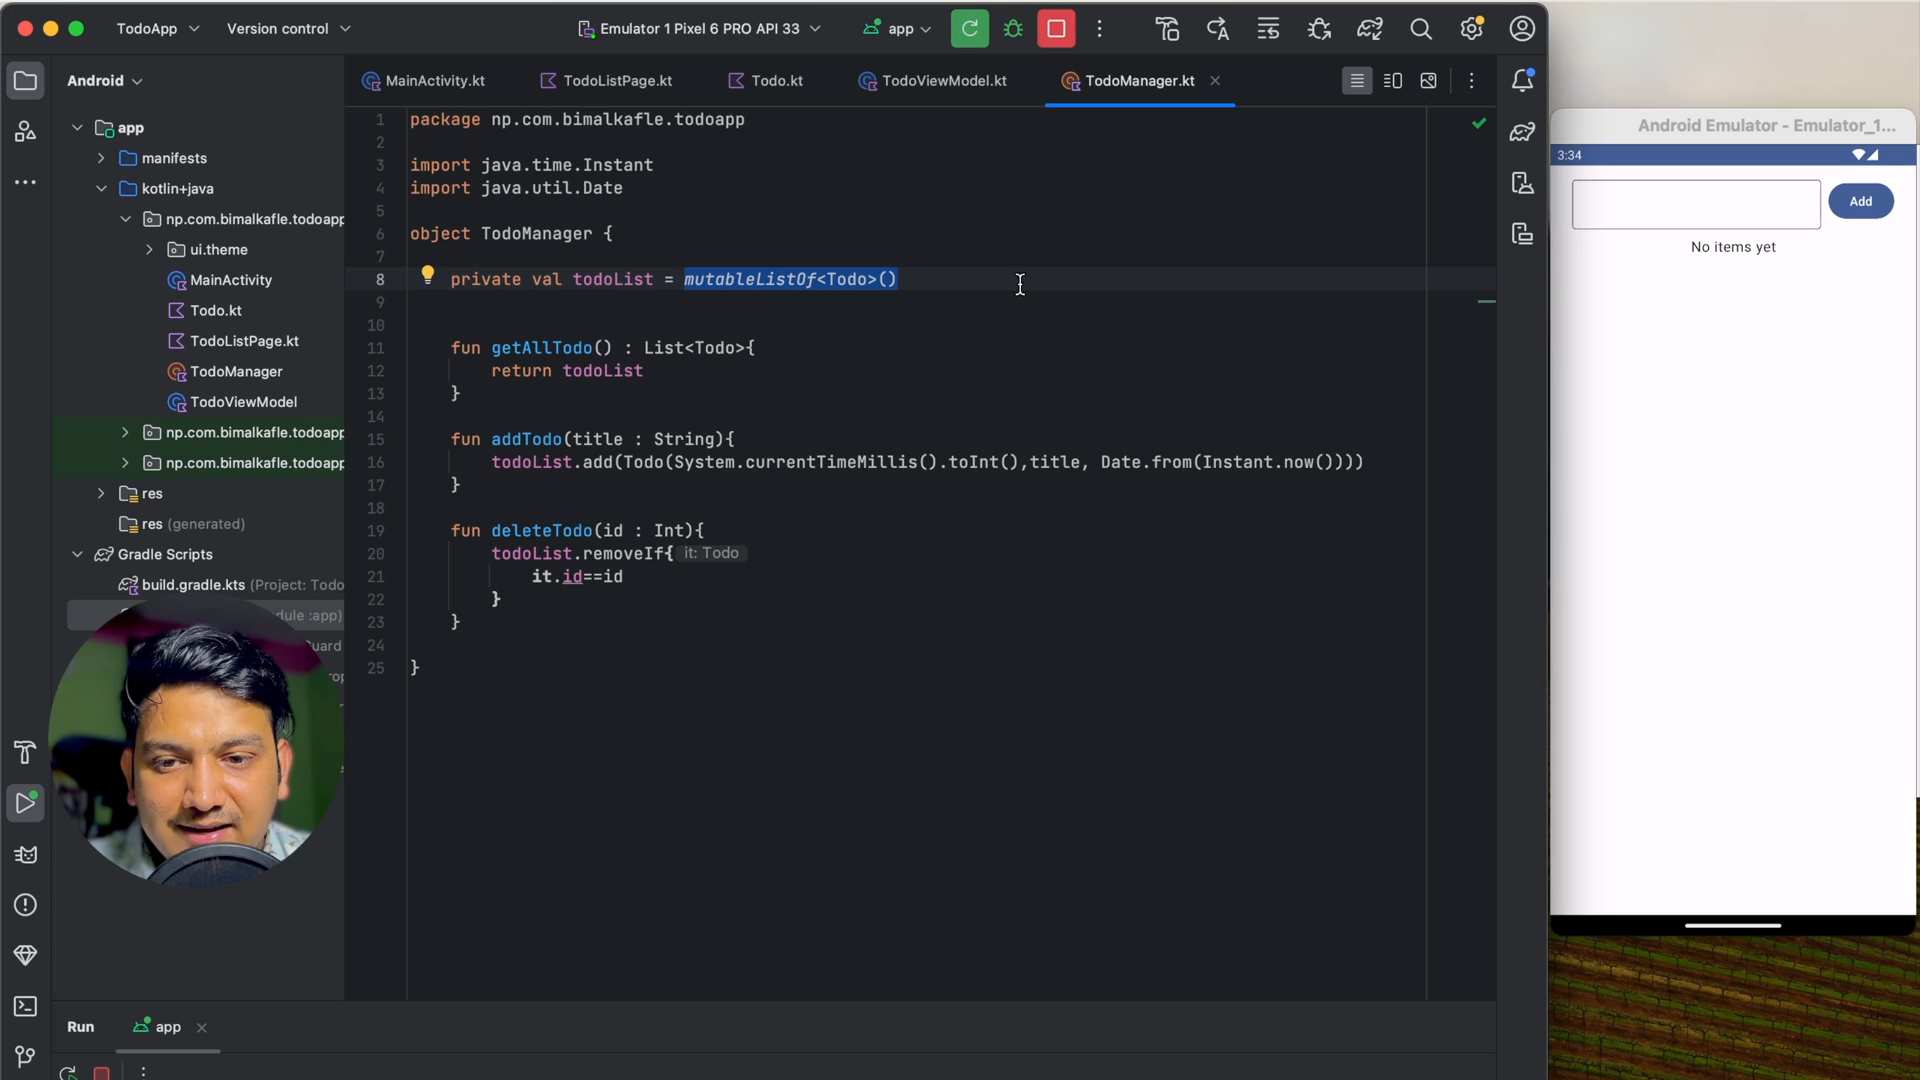 TodoApp
Version control
Emulator 1 Pixel 6 PRO API 33
app
Android
MainActivity.kt
TodoListPage.kt
Todo.kt
TodoViewModel.kt
TodoManager.kt
app
manifests
kotlin+java
np.com.bimalkafle.todoapp
ui.theme
MainActivity
Todo.kt
TodoListPage.kt
TodoManager
TodoViewModel
np.com.bimalkafle.todoapp
np.com.bimalkafle.todoapp
res
res (generated)
Gradle Scripts
build.gradle.kts (Project: Todo
dule :app)
uard
rop
1 package np.com.bimalkafle.todoapp
2
3 import java.time.Instant
4 import java.util.Date
5
6 object TodoManager {
7
8 private val todoList = mutableListOf<Todo>()
9
10
11 fun getAllTodo() : List<Todo>{
12 return todoList
13 }
14
15 fun addTodo(title : String){
16 todoList.add(Todo(System.currentTimeMillis().toInt(),title, Date.from(Instant.now())))
17 }
18
19 fun deleteTodo(id : Int){
20 todoList.removeIf{ it: Todo
21 it.id==id
22 }
23 }
24
25 }
Run
app
Android Emulator - Emulator_1...
3:34
Add
No items yet